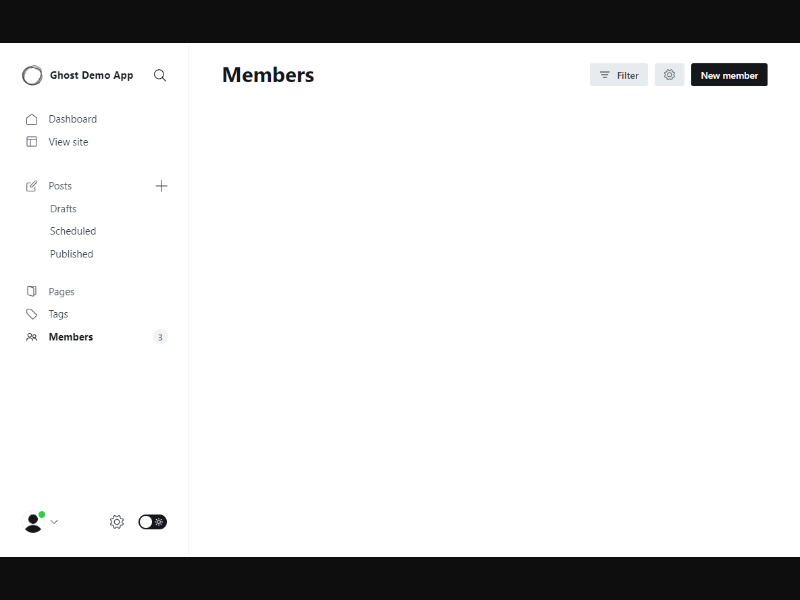 Ghost Demo App
Members
Filter
New member
Dashboard
View site
Posts
Drafts
Scheduled
Published
Pages
Tags
Members 3